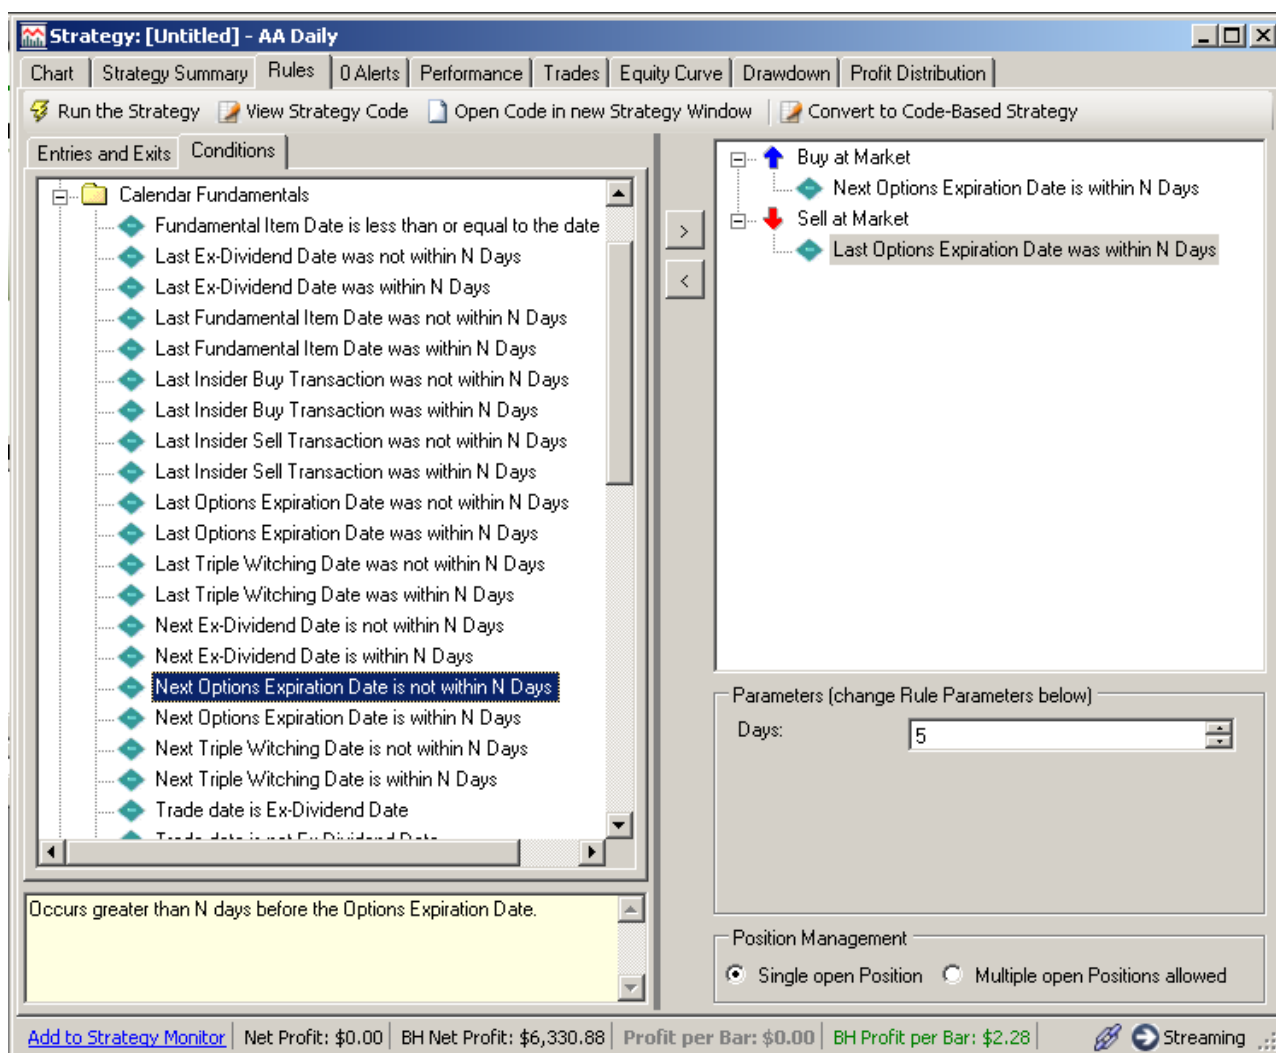 Strategy: [Untitled] - AA Daily
Chart Strategy Summary Rules 0 Alerts Performance Trades Equity Curve Drawdown Profit Distribution
Run the Strategy View Strategy Code Open Code in new Strategy Window Convert to Code-Based Strategy
Entries and Exits Conditions
Calendar Fundamentals
Fundamental Item Date is less than or equal to the date
Last Ex-Dividend Date was not within N Days
Last Ex-Dividend Date was within N Days
Last Fundamental Item Date was not within N Days
Last Fundamental Item Date was within N Days
Last Insider Buy Transaction was not within N Days
Last Insider Buy Transaction was within N Days
Last Insider Sell Transaction was not within N Days
Last Insider Sell Transaction was within N Days
Last Options Expiration Date was not within N Days
Last Options Expiration Date was within N Days
Last Triple Witching Date was not within N Days
Last Triple Witching Date was within N Days
Next Ex-Dividend Date is not within N Days
Next Ex-Dividend Date is within N Days
Next Options Expiration Date is not within N Days
Next Options Expiration Date is within N Days
Next Triple Witching Date is not within N Days
Next Triple Witching Date is within N Days
Trade date is Ex-Dividend Date
Trade date is not Ex-Dividend Date
Occurs greater than N days before the Options Expiration Date.
>
<
Buy at Market
Next Options Expiration Date is within N Days
Sell at Market
Last Options Expiration Date was within N Days
Parameters (change Rule Parameters below)
Days: 5
Position Management
Single open Position Multiple open Positions allowed
Add to Strategy Monitor Net Profit: $0.00 BH Net Profit: $6,330.88 Profit per Bar: $0.00 BH Profit per Bar: $2.28 Streaming